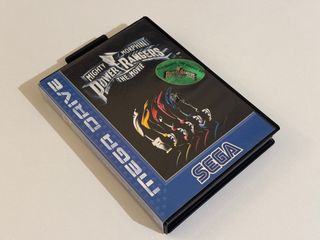 MIGHTY MORPHIN
POWER RANGERS
THE MOVIE
MEGA DRIVE
SEGA